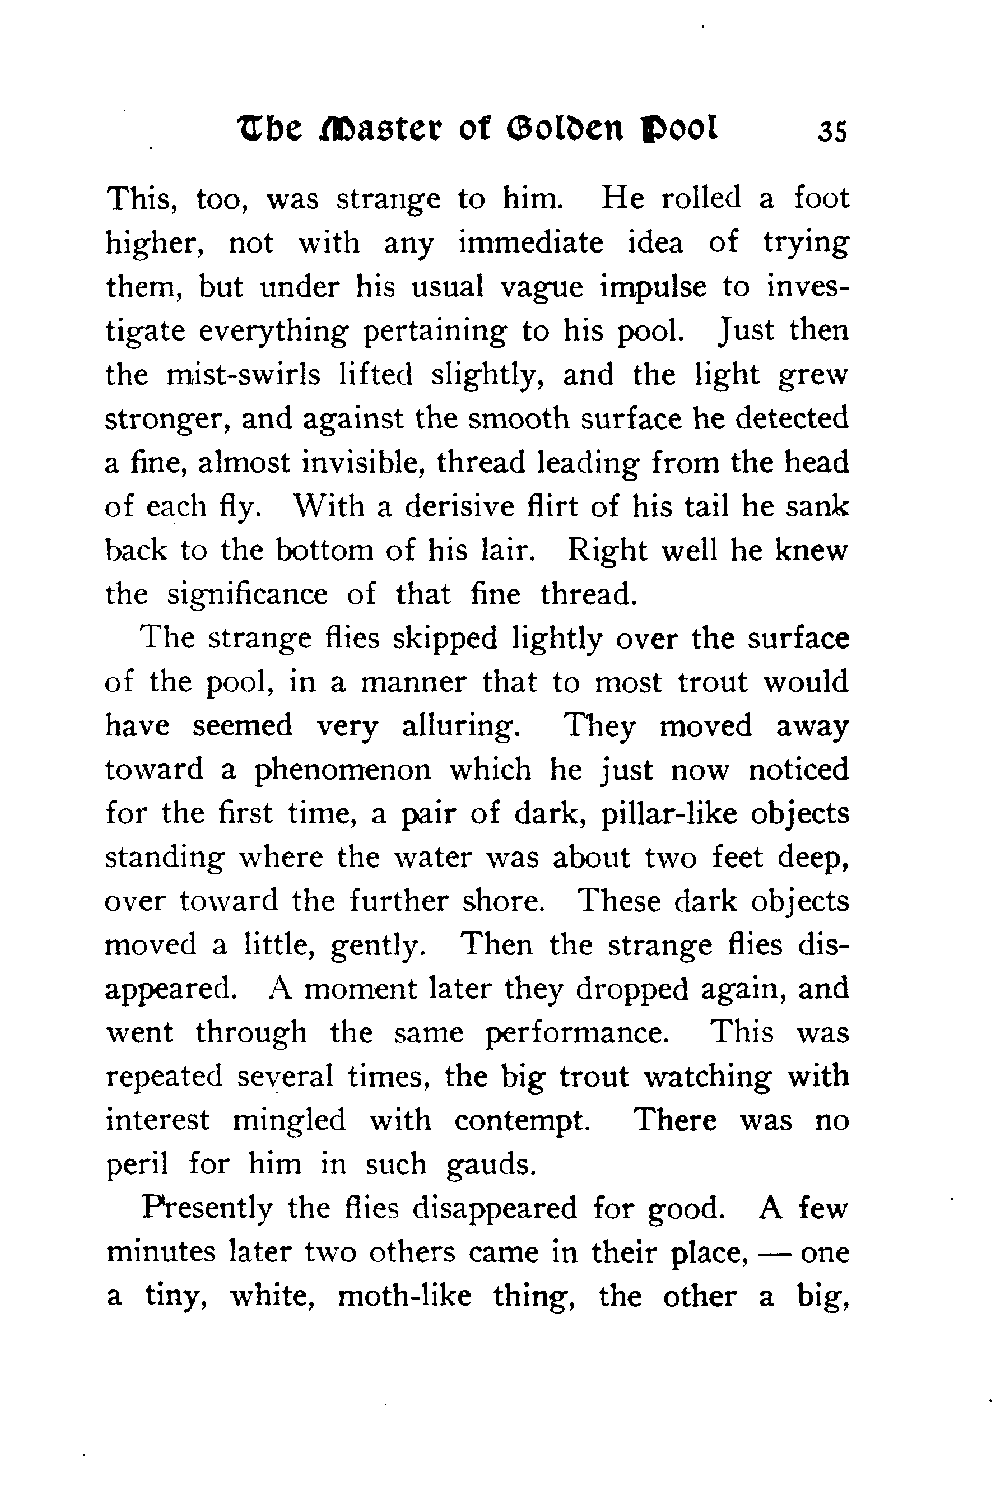 The Master of Golden Pool 35
This, too, was strange to him. He rolled a foot
higher, not with any immediate idea of trying
them, but under his usual vague impulse to inves-
tigate everything pertaining to his pool. Just then
the mist-swirls lifted slightly, and the light grew
stronger, and against the smooth surface he detected
a fine, almost invisible, thread leading from the head
of each fly. With a derisive flirt of his tail he sank
back to the bottom of his lair. Right well he knew
the significance of that fine thread.
The strange flies skipped lightly over the surface
of the pool, in a manner that to most trout would
have seemed very alluring. They moved away
toward a phenomenon which he just now noticed
for the first time, a pair of dark, pillar-like objects
standing where the water was about two feet deep,
over toward the further shore. These dark objects
moved a little, gently. Then the strange flies dis-
appeared. A moment later they dropped again, and
went through the same performance. This was
repeated several times, the big trout watching with
interest mingled with contempt. There was no
peril for him in such gauds.
Presently the flies disappeared for good. A few
minutes later two others came in their place, — one
a tiny, white, moth-like thing, the other a big,